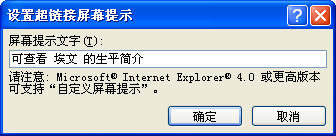 设置超链接屏幕提示
屏幕提示文字(T):
可查看 埃文 的生平简介
请注意: Microsoft® Internet Explorer® 4.0 或更高版本
可支持“自定义屏幕提示”。
确定 取消